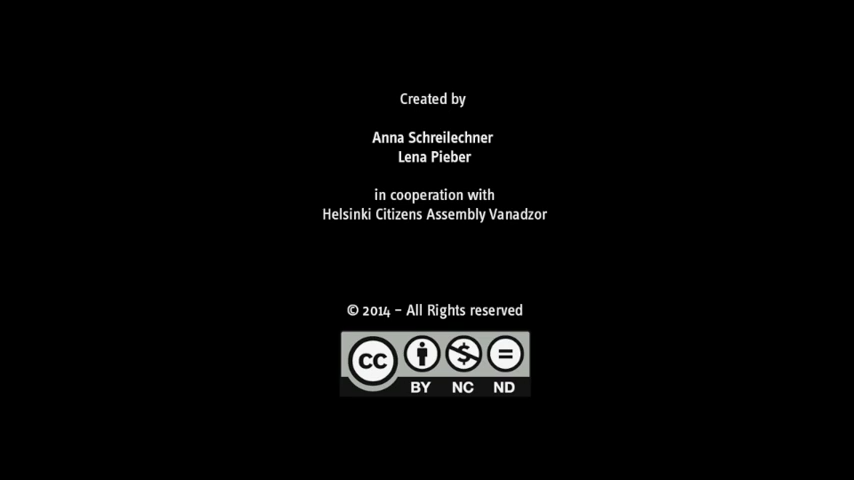 Created by
Anna Schreilechner
Lena Pieber
in cooperation with
Helsinki Citizens Assembly Vanadzor
© 2014 – All Rights reserved
CC
BY NC ND